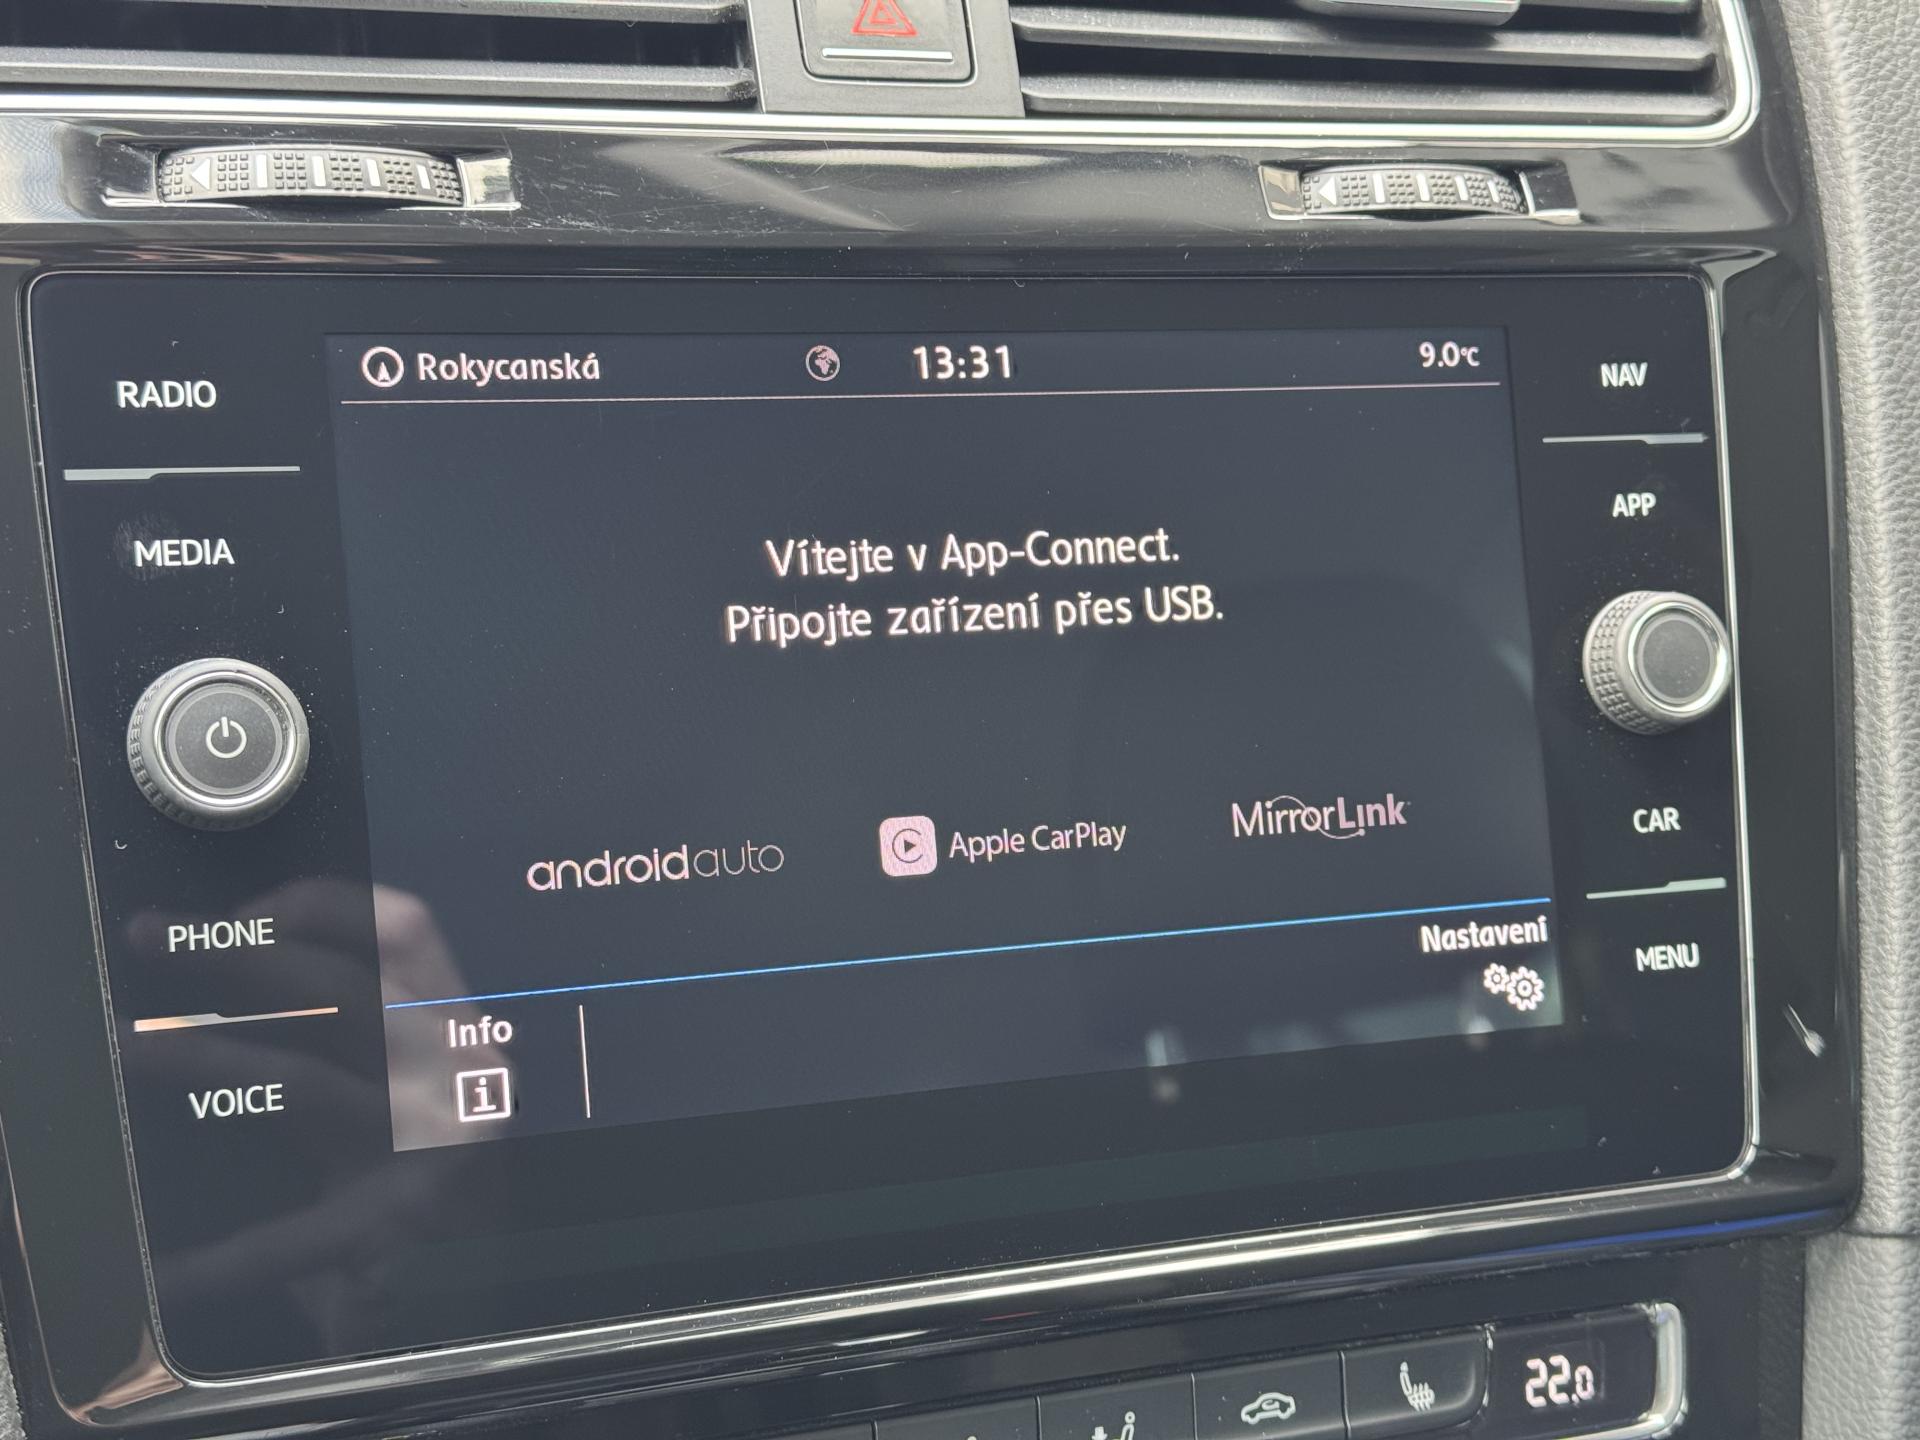 RADIO
MEDIA
PHONE
VOICE
Rokycanská
13:31
9.0°C
Vítejte v App-Connect.
Připojte zařízení přes USB.
androidauto
Apple CarPlay
MirrorLink
Nastavení
Info
NAV
APP
CAR
MENU
22.0